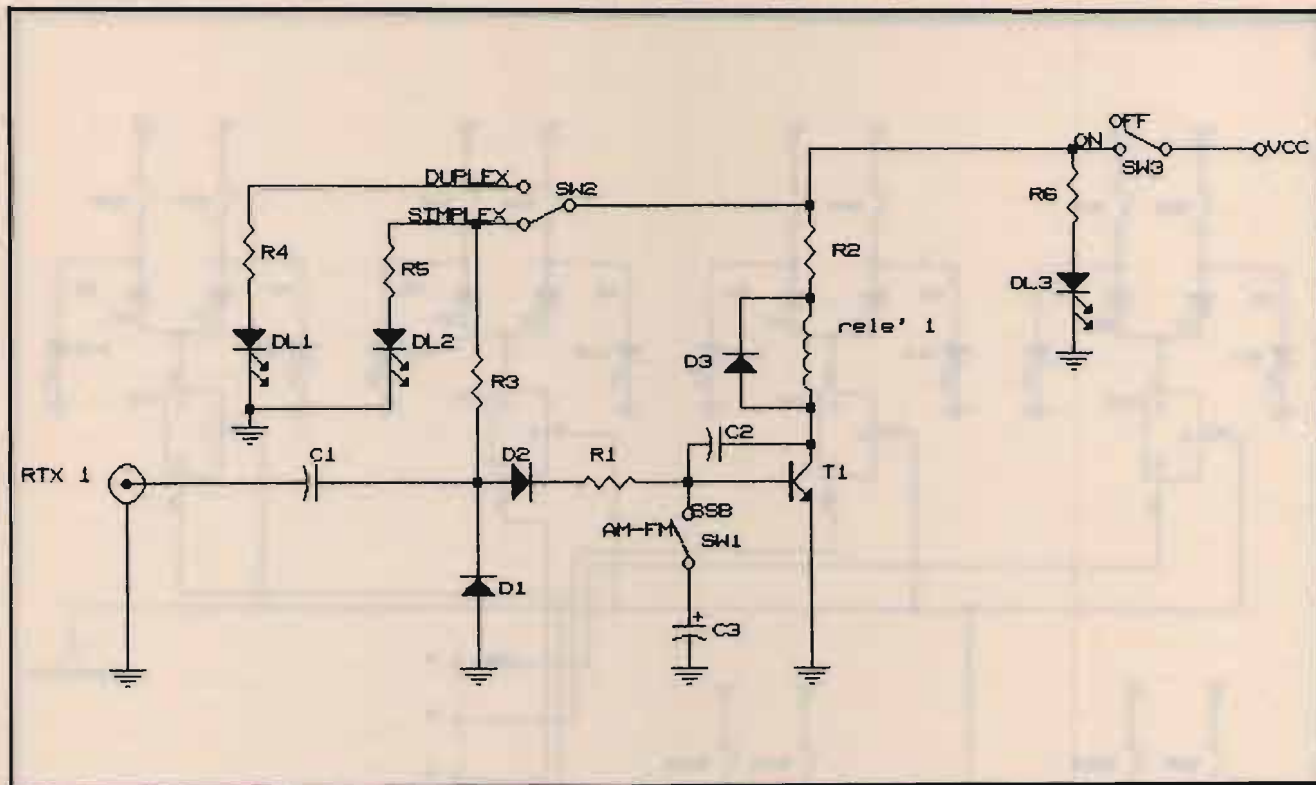 OFF
ON
VCC
SW3
DUPLEX
SW2
SIMPLEX
R6
R4
R5
R2
DL3
rele' 1
DL1
DL2
D3
R3
C2
C1
D2
R1
T1
RTX 1
SSB
AM-FM
SW1
D1
+
C3